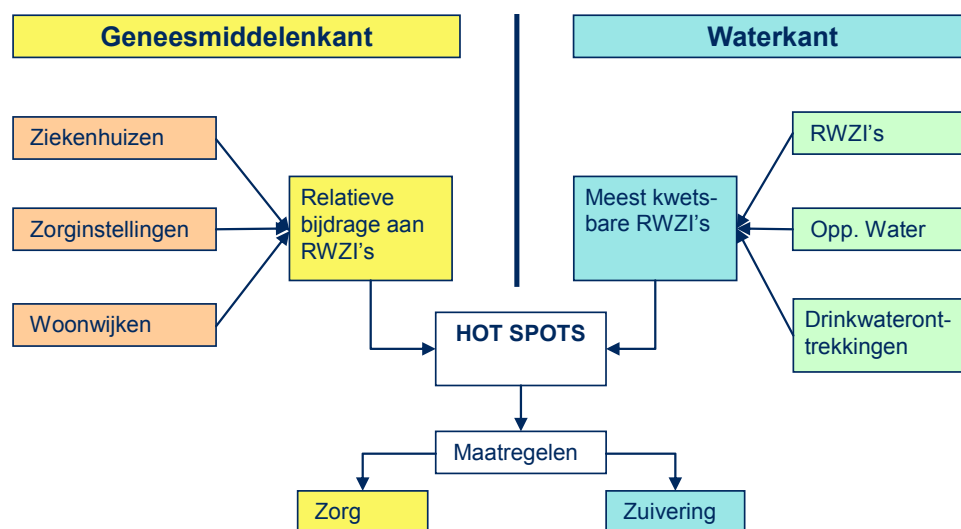 Geneesmiddelenkant
Waterkant
Ziekenhuizen
Zorginstellingen
Woonwijken
Relatieve
bijdrage aan
RWZI's
Meest kwets-
bare RWZI's
RWZI's
Opp. Water
Drinkwateront-
trekkingen
HOT SPOTS
Maatregelen
Zorg
Zuivering